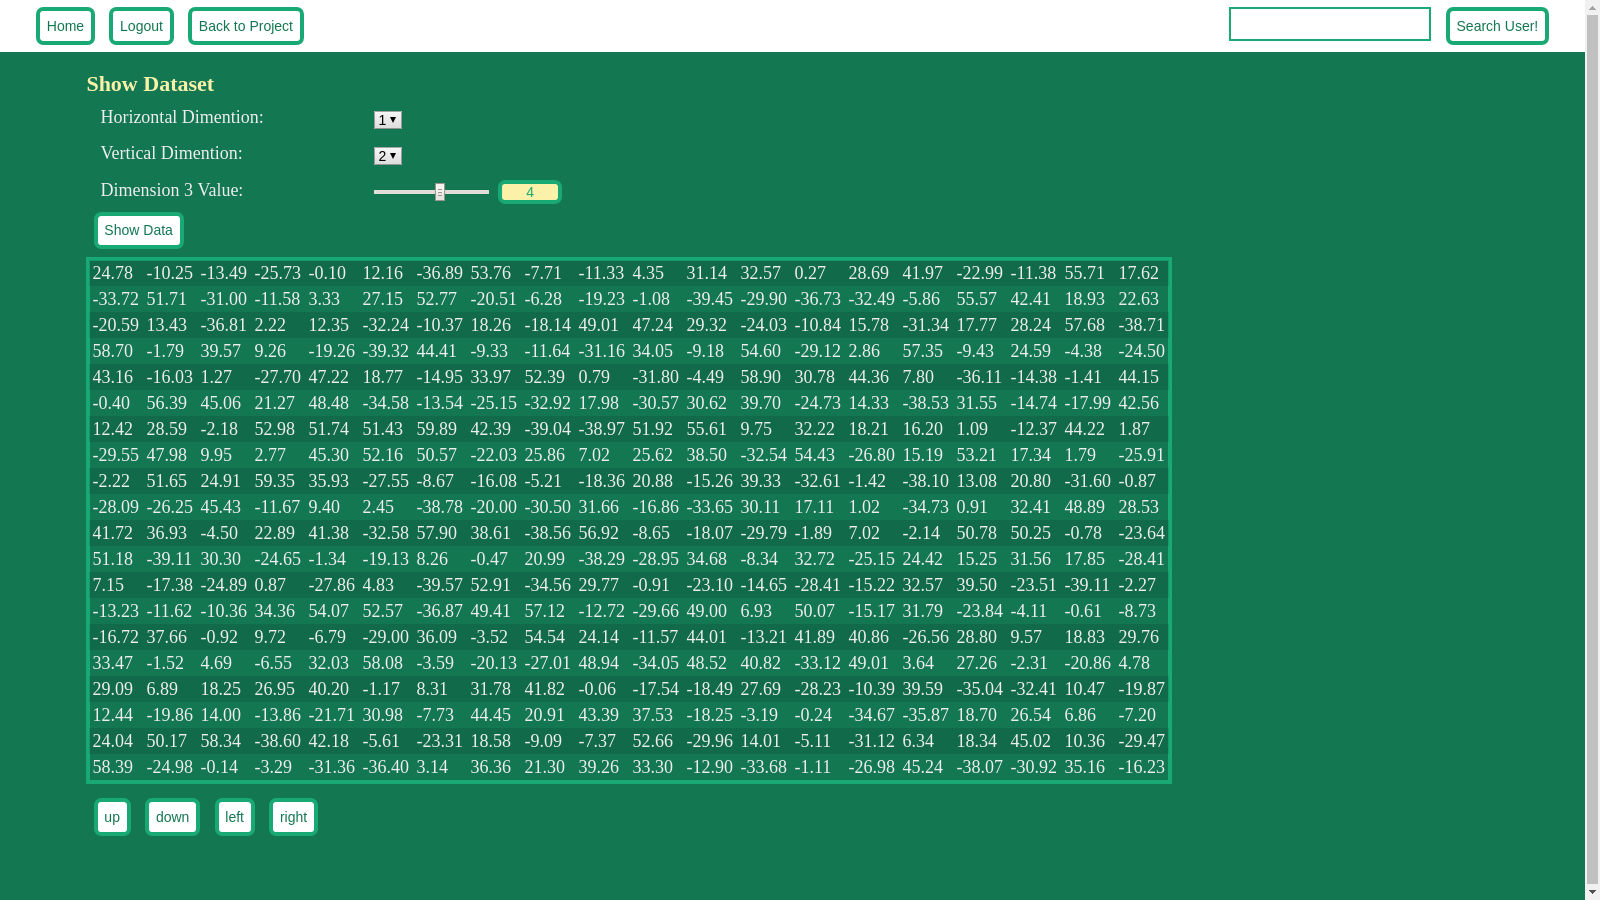 Home Logout Back to Project Search User!
Show Dataset
Horizontal Dimention: 1
Vertical Dimention: 2
Dimension 3 Value: 4
Show Data
24.78 -10.25 -13.49 -25.73 -0.10 12.16 -36.89 53.76 -7.71 -11.33 4.35 31.14 32.57 0.27 28.69 41.97 -22.99 -11.38 55.71 17.62
-33.72 51.71 -31.00 -11.58 3.33 27.15 52.77 -20.51 -6.28 -19.23 -1.08 -39.45 -29.90 -36.73 -32.49 -5.86 55.57 42.41 18.93 22.63
-20.59 13.43 -36.81 2.22 12.35 -32.24 -10.37 18.26 -18.14 49.01 47.24 29.32 -24.03 -10.84 15.78 -31.34 17.77 28.24 57.68 -38.71
58.70 -1.79 39.57 9.26 -19.26 -39.32 44.41 -9.33 -11.64 -31.16 34.05 -9.18 54.60 -29.12 2.86 57.35 -9.43 24.59 -4.38 -24.50
43.16 -16.03 1.27 -27.70 47.22 18.77 -14.95 33.97 52.39 0.79 -31.80 -4.49 58.90 30.78 44.36 7.80 -36.11 -14.38 -1.41 44.15
-0.40 56.39 45.06 21.27 48.48 -34.58 -13.54 -25.15 -32.92 17.98 -30.57 30.62 39.70 -24.73 14.33 -38.53 31.55 -14.74 -17.99 42.56
12.42 28.59 -2.18 52.98 51.74 51.43 59.89 42.39 -39.04 -38.97 51.92 55.61 9.75 32.22 18.21 16.20 1.09 -12.37 44.22 1.87
-29.55 47.98 9.95 2.77 45.30 52.16 50.57 -22.03 25.86 7.02 25.62 38.50 -32.54 54.43 -26.80 15.19 53.21 17.34 1.79 -25.91
-2.22 51.65 24.91 59.35 35.93 -27.55 -8.67 -16.08 -5.21 -18.36 20.88 -15.26 39.33 -32.61 -1.42 -38.10 13.08 20.80 -31.60 -0.87
-28.09 -26.25 45.43 -11.67 9.40 2.45 -38.78 -20.00 -30.50 31.66 -16.86 -33.65 30.11 17.11 1.02 -34.73 0.91 32.41 48.89 28.53
41.72 36.93 -4.50 22.89 41.38 -32.58 57.90 38.61 -38.56 56.92 -8.65 -18.07 -29.79 -1.89 7.02 -2.14 50.78 50.25 -0.78 -23.64
51.18 -39.11 30.30 -24.65 -1.34 -19.13 8.26 -0.47 20.99 -38.29 -28.95 34.68 -8.34 32.72 -25.15 24.42 15.25 31.56 17.85 -28.41
7.15 -17.38 -24.89 0.87 -27.86 4.83 -39.57 52.91 -34.56 29.77 -0.91 -23.10 -14.65 -28.41 -15.22 32.57 39.50 -23.51 -39.11 -2.27
-13.23 -11.62 -10.36 34.36 54.07 52.57 -36.87 49.41 57.12 -12.72 -29.66 49.00 6.93 50.07 -15.17 31.79 -23.84 -4.11 -0.61 -8.73
-16.72 37.66 -0.92 9.72 -6.79 -29.00 36.09 -3.52 54.54 24.14 -11.57 44.01 -13.21 41.89 40.86 -26.56 28.80 9.57 18.83 29.76
33.47 -1.52 4.69 -6.55 32.03 58.08 -3.59 -20.13 -27.01 48.94 -34.05 48.52 40.82 -33.12 49.01 3.64 27.26 -2.31 -20.86 4.78
29.09 6.89 18.25 26.95 40.20 -1.17 8.31 31.78 41.82 -0.06 -17.54 -18.49 27.69 -28.23 -10.39 39.59 -35.04 -32.41 10.47 -19.87
12.44 -19.86 14.00 -13.86 -21.71 30.98 -7.73 44.45 20.91 43.39 37.53 -18.25 -3.19 -0.24 -34.67 -35.87 18.70 26.54 6.86 -7.20
24.04 50.17 58.34 -38.60 42.18 -5.61 -23.31 18.58 -9.09 -7.37 52.66 -29.96 14.01 -5.11 -31.12 6.34 18.34 45.02 10.36 -29.47
58.39 -24.98 -0.14 -3.29 -31.36 -36.40 3.14 36.36 21.30 39.26 33.30 -12.90 -33.68 -1.11 -26.98 45.24 -38.07 -30.92 35.16 -16.23
up down left right